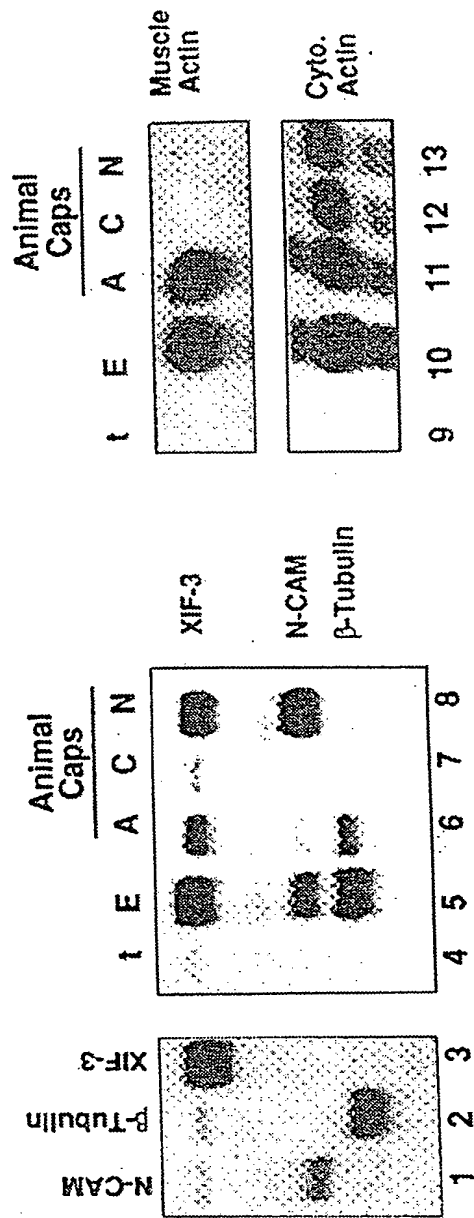 N-CAM
β-Tubulin
XIF-3
1 2 3
Animal
Caps
t E A C N
XIF-3
N-CAM
β-Tubulin
4 5 6 7 8
Animal
Caps
t E A C N
Muscle
Actin
Cyto.
Actin
9 10 11 12 13